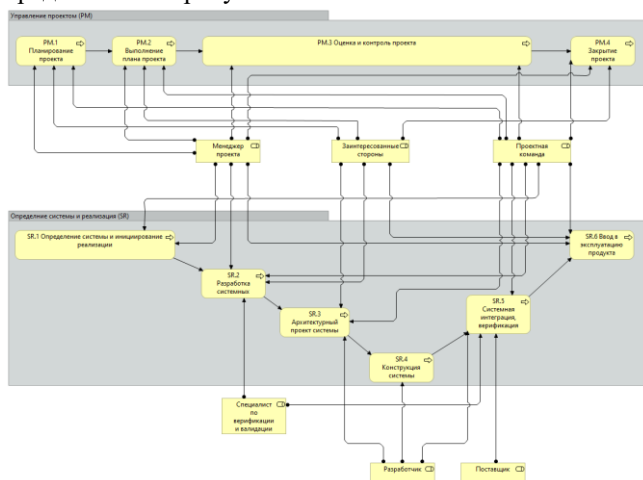 Управление проектом (PM)
PM.1
Планирование
проекта
PM.2
Выполнение
плана проекта
PM.3 Оценка и контроль проекта
PM.4
Закрытие
проекта
Менеджер
проекта
Заинтересованные
стороны
Проектная
команда
Определние системы и реализация (SR)
SR.1 Определение системы и инициирование
реализации
SR.2
Разработка
системных
SR.3
Архитектурный
проект системы
SR.4
Конструкция
системы
SR.5
Системная
интеграция,
верификация
SR.6 Ввод в
эксплуатацию
продукта
Специалист
по
верификации
и валидации
Разработчик
Поставщик